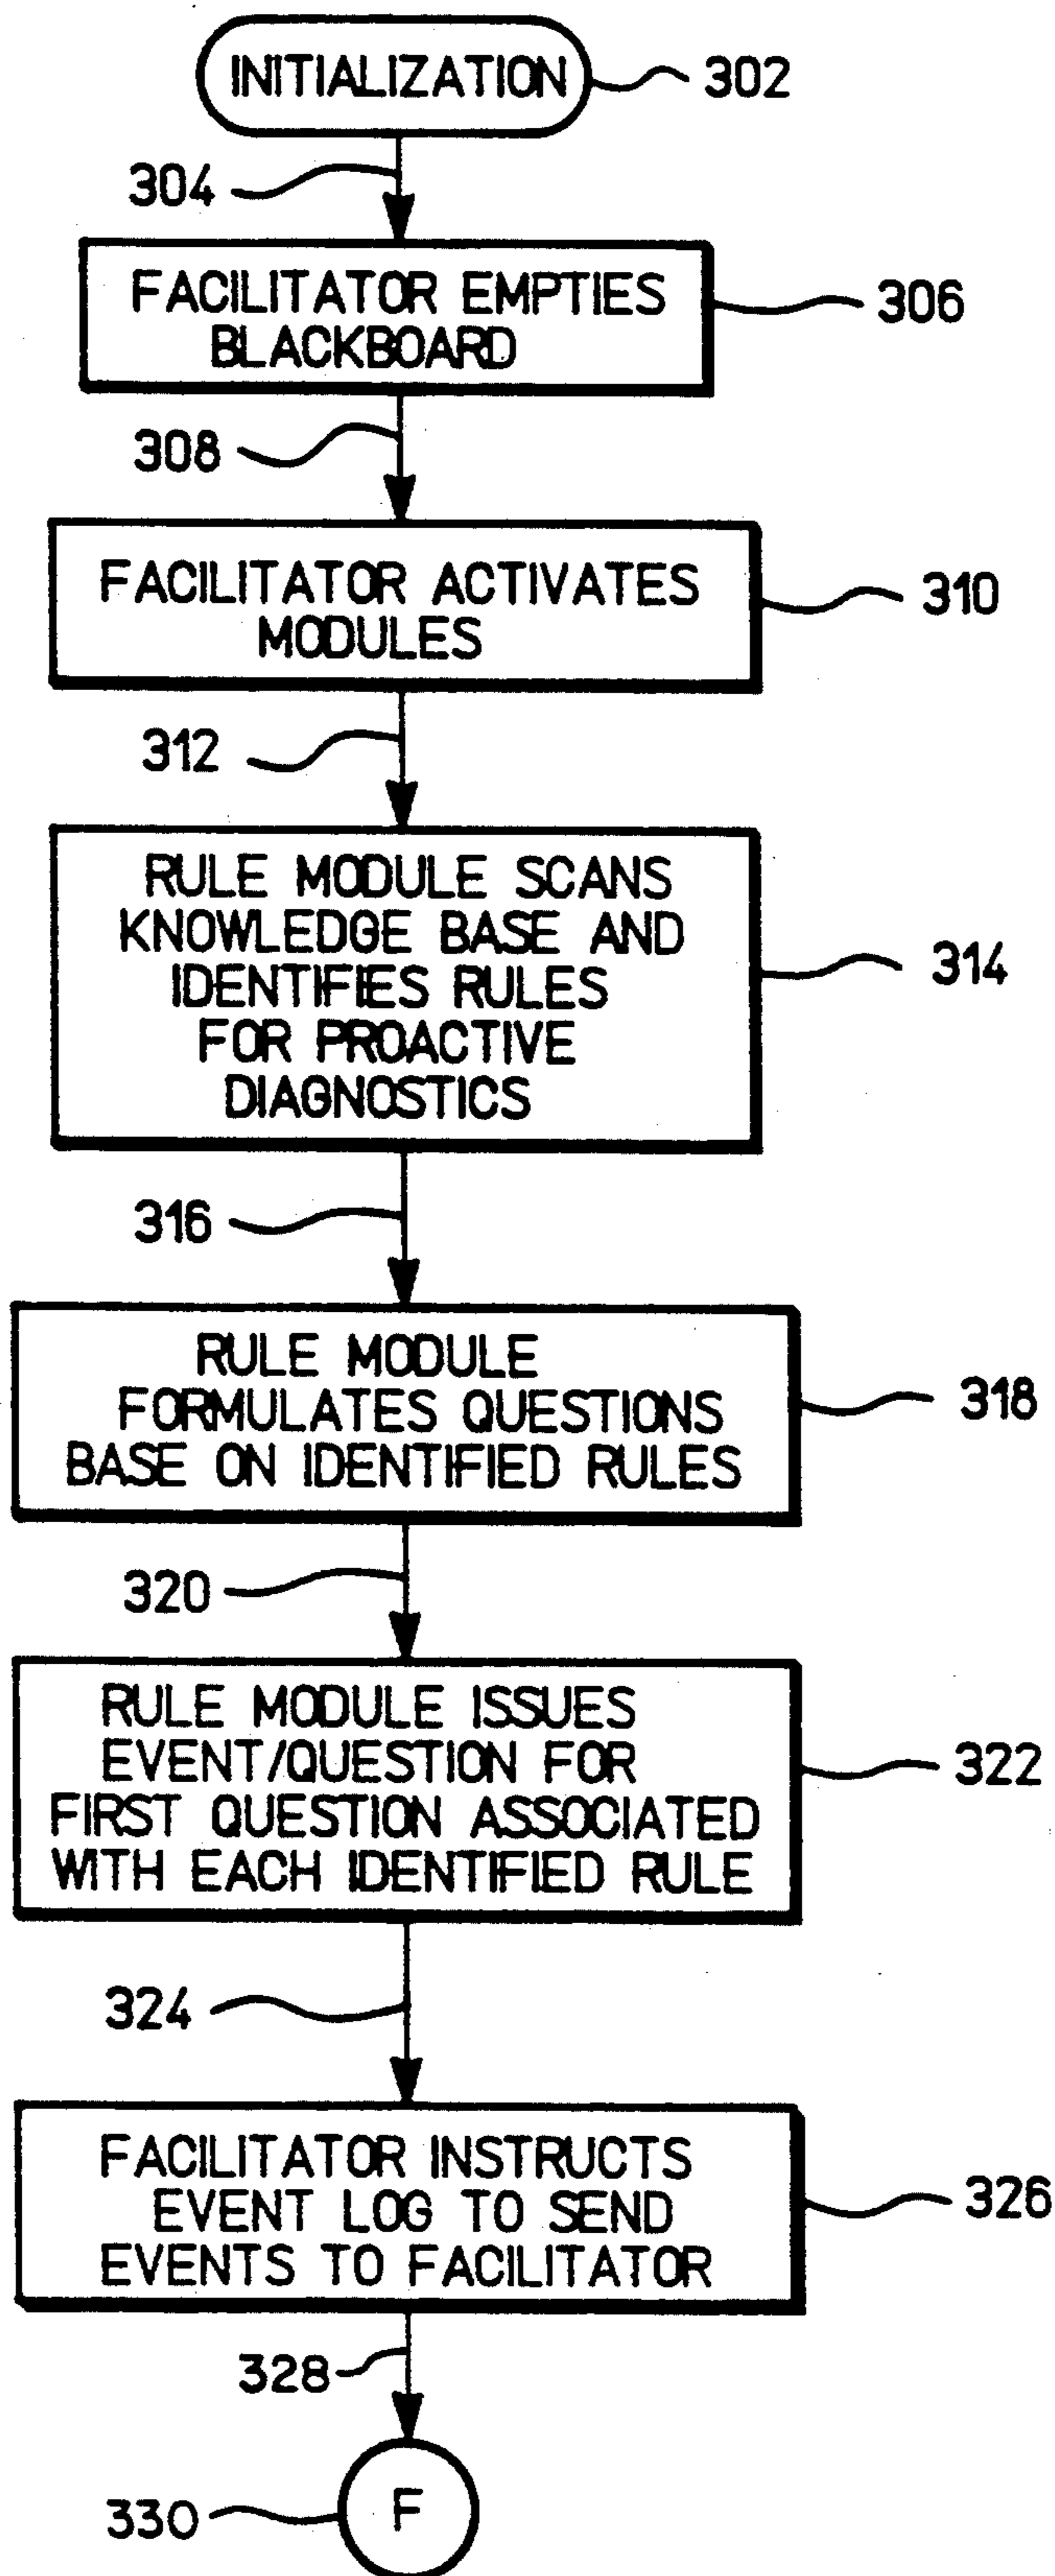 INITIALIZATION
302
304
FACILITATOR EMPTIES
BLACKBOARD
306
308
FACILITATOR ACTIVATES
MODULES
310
312
RULE MODULE SCANS
KNOWLEDGE BASE AND
IDENTIFIES RULES
FOR PROACTIVE
DIAGNOSTICS
314
316
RULE MODULE
FORMULATES QUESTIONS
BASE ON IDENTIFIED RULES
318
320
RULE MODULE ISSUES
EVENT/QUESTION FOR
FIRST QUESTION ASSOCIATED
WITH EACH IDENTIFIED RULE
322
324
FACILITATOR INSTRUCTS
EVENT LOG TO SEND
EVENTS TO FACILITATOR
326
328
F
330